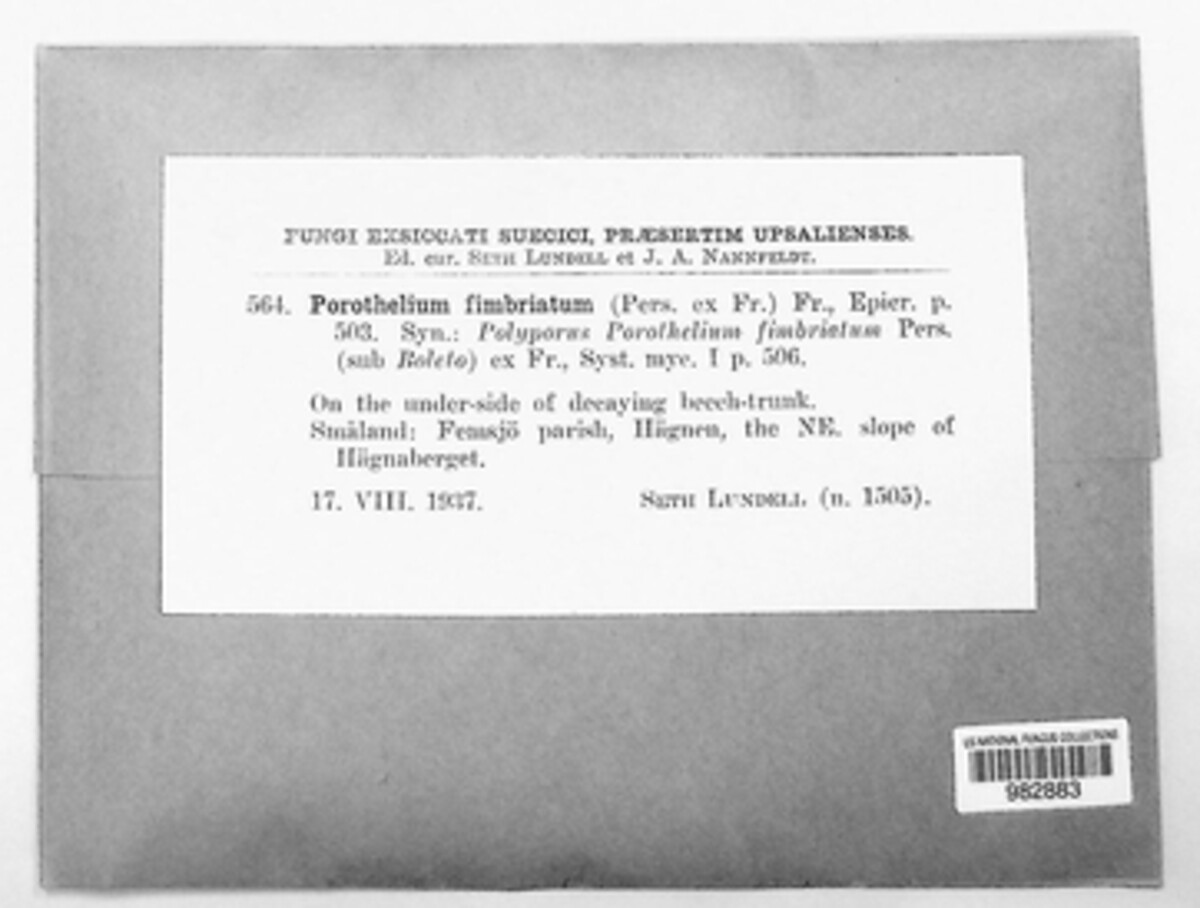 FUNGI EXSICCATI SUECICI, PRÆSERTIM UPSALIENSES.
Ed. cur. SETH LUNDELL et J. A. NANNFELDT.
564. Porothelium fimbriatum (Pers. ex Fr.) Fr., Epicr. p.
503. Syn.: Polyporus Porothelium fimbriatum Pers.
(sub Boleto) ex Fr., Syst. myc. I p. 506.
On the under-side of decaying beech-trunk.
Småland: Femsjö parish, Hägnen, the NE. slope of
Hägnaberget.
17. VIII. 1937. SETH LUNDELL (n. 1505).
US NATIONAL FUNGUS COLLECTIONS
982883